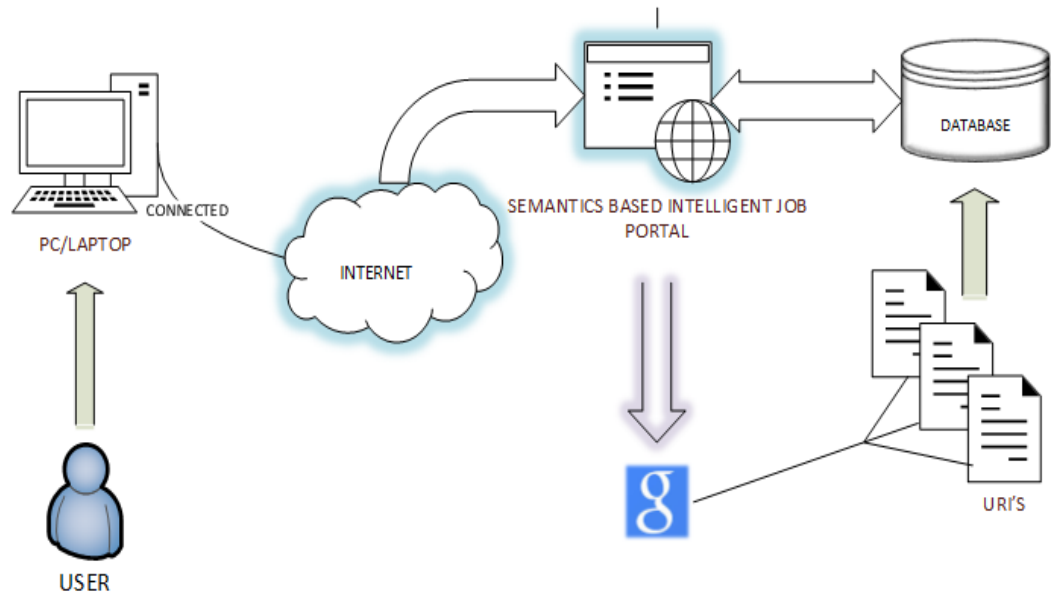 DATABASE
CONNECTED
SEMANTICS BASED INTELLIGENT JOB
PORTAL
PC/LAPTOP
INTERNET
g
URI'S
USER